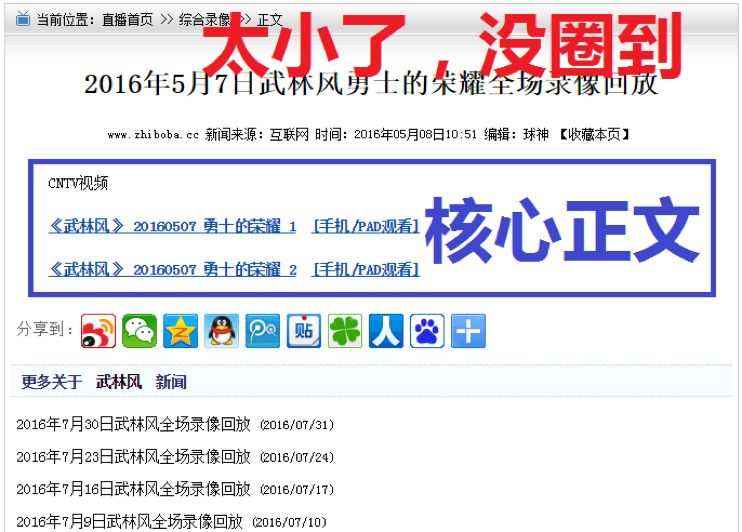 当前位置：直播首页 >> 综合录像 >> 正文
太小了，没圈到
2016年5月7日武林风勇士的荣耀全场录像回放
www.zhiboba.cc 新闻来源：互联网 时间：2016年05月08日10:51 编辑：球神 【收藏本页】
CNTV视频
《武林风》 20160507 勇士的荣耀 1 [手机/PAD观看]
核心正文
《武林风》 20160507 勇士的荣耀 2 [手机/PAD观看]
分享到：
贴
人
更多关于 武林风 新闻
2016年7月30日武林风全场录像回放 (2016/07/31)
2016年7月23日武林风全场录像回放 (2016/07/24)
2016年7月16日武林风全场录像回放 (2016/07/17)
2016年7月9日武林风全场录像回放 (2016/07/10)